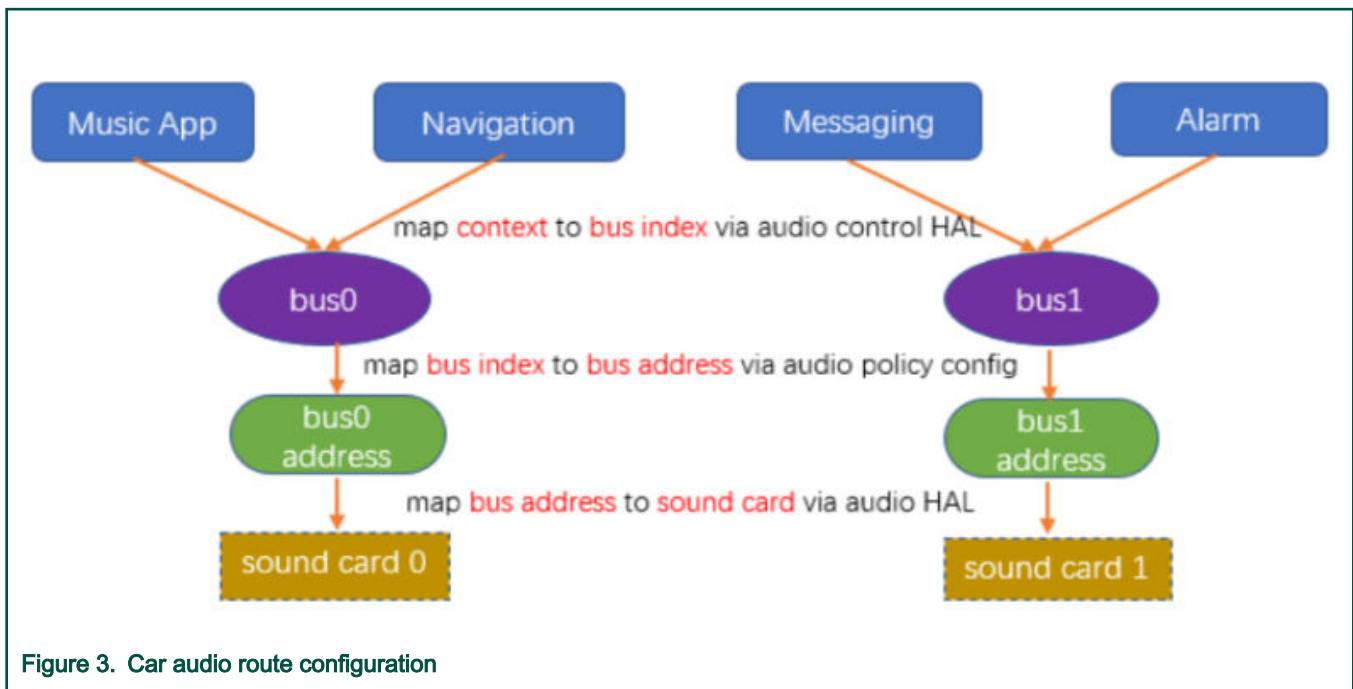 Music App
Navigation
Messaging
Alarm
map context to bus index via audio control HAL
bus0
bus1
map bus index to bus address via audio policy config
bus0
address
bus1
address
map bus address to sound card via audio HAL
sound card 0
sound card 1
Figure 3. Car audio route configuration